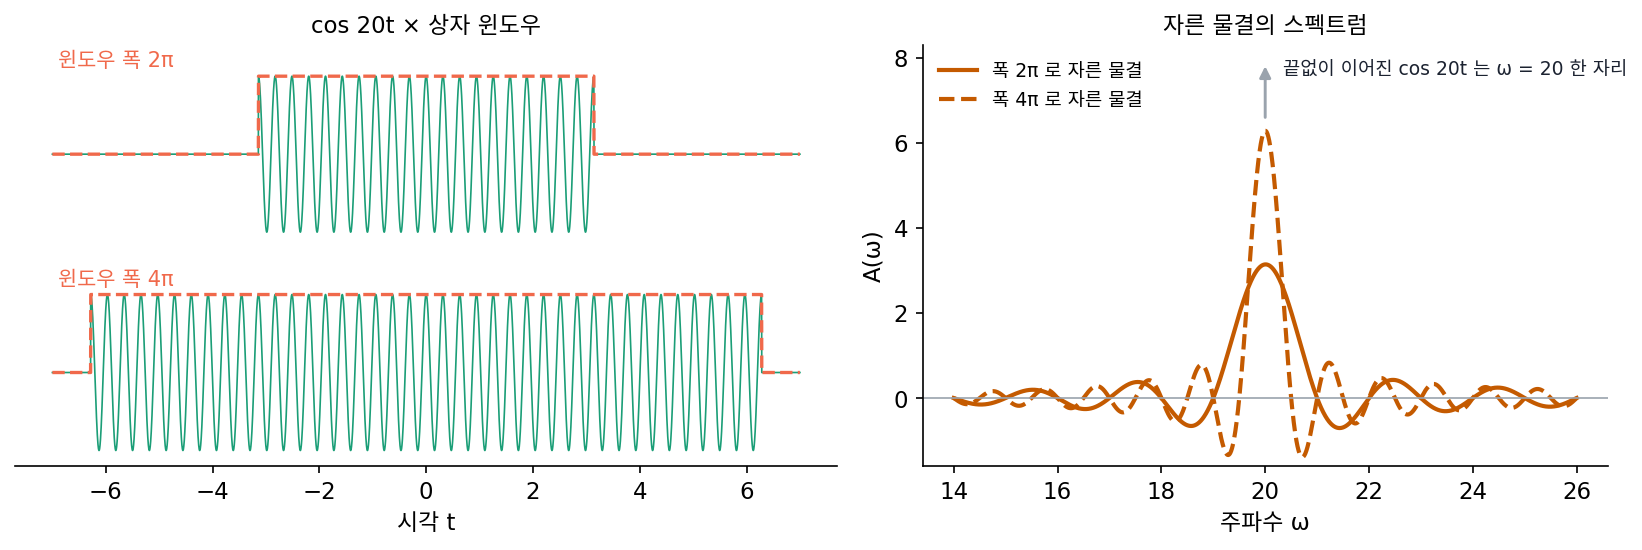 cos 20t × 상자 윈도우
윈도우 폭 2π
윈도우 폭 4π
−6 −4 −2 0 2 4 6
시각 t
자른 물결의 스펙트럼
폭 2π 로 자른 물결
폭 4π 로 자른 물결
끝없이 이어진 cos 20t 는 ω = 20 한 자리
A(ω)
8
6
4
2
0
14 16 18 20 22 24 26
주파수 ω